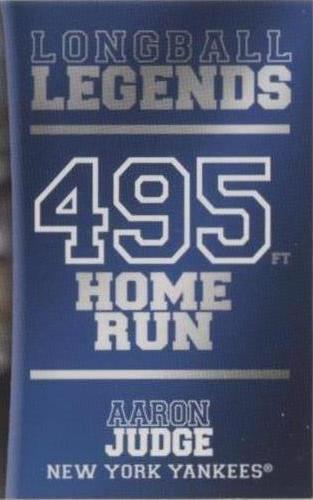 LONGBALL
LEGENDS
495 FT
HOME
RUN
AARON
JUDGE
NEW YORK YANKEES®